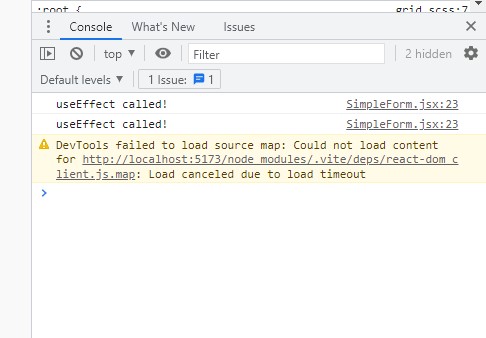 :root { grid.scss:7
Console What's New Issues
top Filter 2 hidden
Default levels 1 Issue: 1
useEffect called! SimpleForm.jsx:23
useEffect called! SimpleForm.jsx:23
DevTools failed to load source map: Could not load content
for http://localhost:5173/node_modules/.vite/deps/react-dom_c
lient.js.map: Load canceled due to load timeout